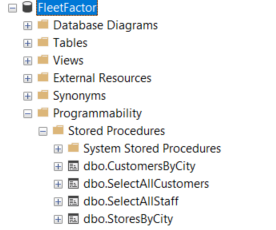 FleetFactor
Database Diagrams
Tables
Views
External Resources
Synonyms
Programmability
Stored Procedures
System Stored Procedures
dbo.CustomersByCity
dbo.SelectAllCustomers
dbo.SelectAllStaff
dbo.StoresByCity